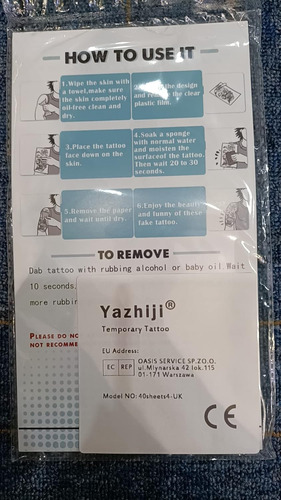 HOW TO USE IT
1.Wipe the skin with
a towel,make sure
the skin completely
oil-free clean and
dry.
the design
and the clear
plastic film.
3.Place the tattoo
face down on the
skin.
4.Soak a sponge
with normal water
and moisten the
surfaceof the tattoo.
Then wait 20 to 30
seconds.
5.Remove the paper
and wait until dry.
6.Enjoy the beauty
and funny of these
fake tattoo.
TO REMOVE
Dab tattoo with rubbing alcohol or baby oil.Wait
10 seconds,
more
PLEASE DO
NOT
Yazhiji®
Temporary Tattoo
EU Address:
EC REP
OASIS SERVICE SP.ZO.O.
ul.Mlynarska 42 lok.115
01-171 Warszawa
Model NO:40sheets4-UK
CE